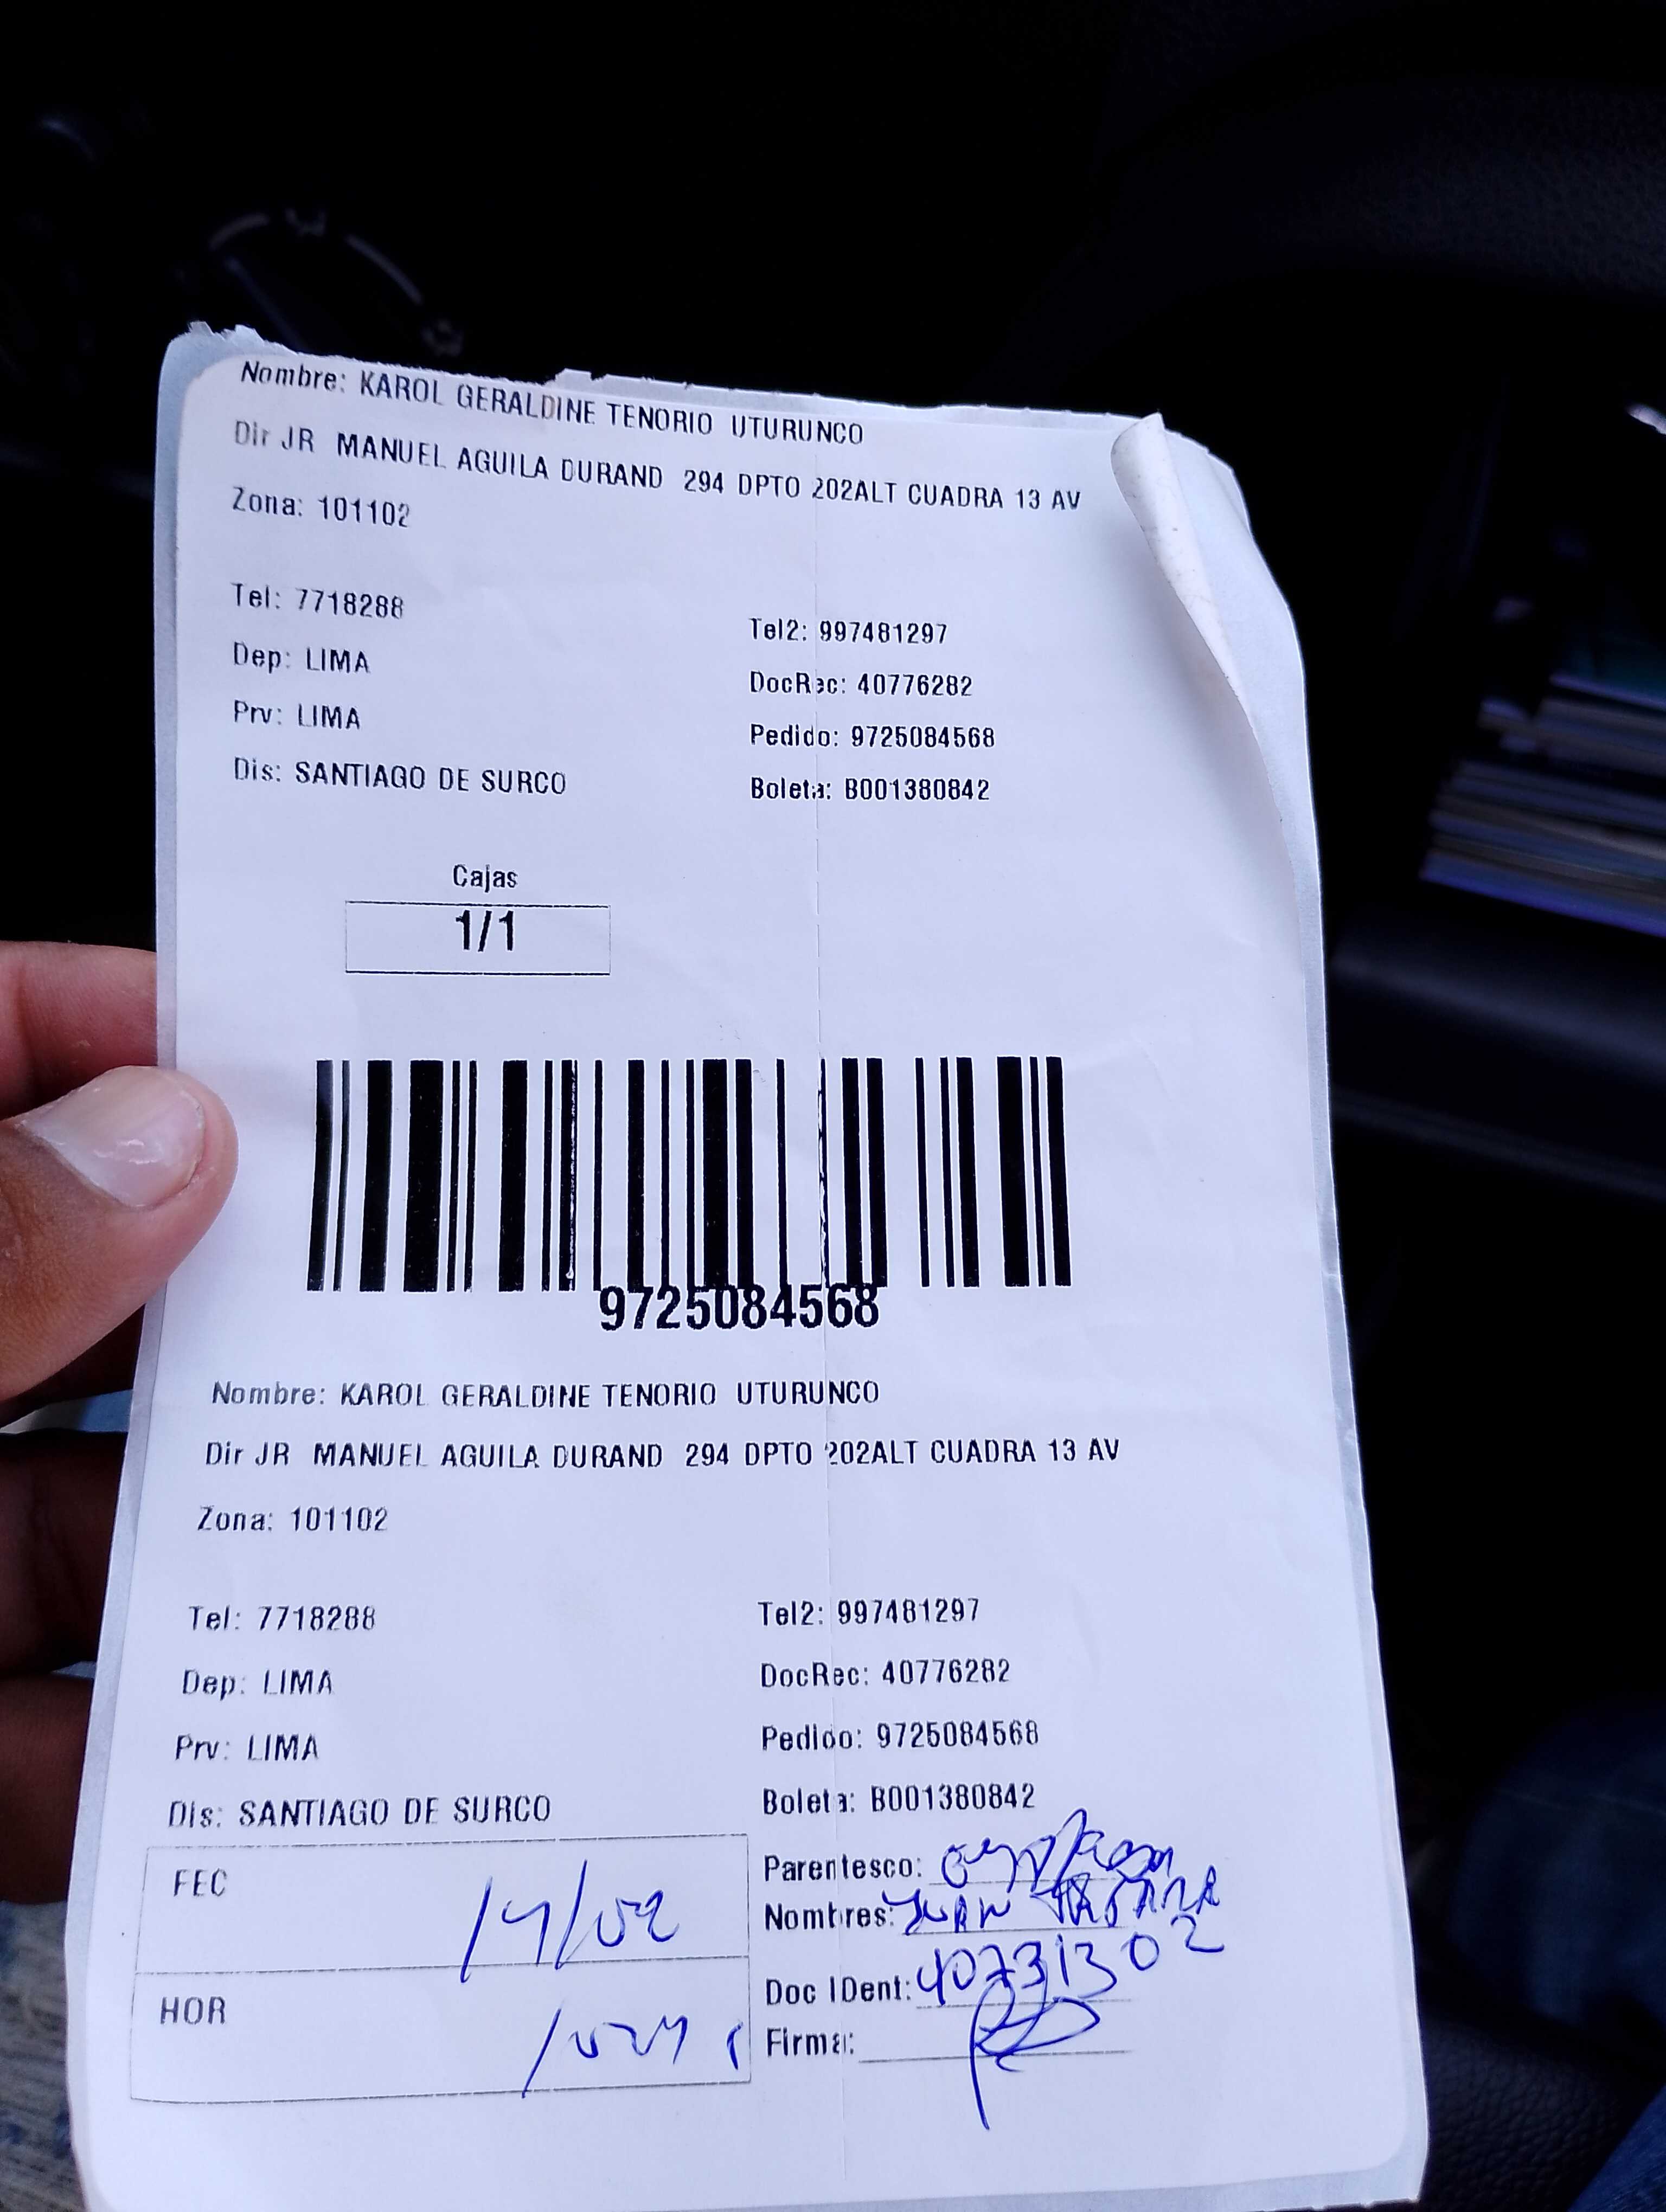 Nombre: KAROL GERALDINE TENORIO UTURUNCO
Dir JR MANUEL AGUILA DURAND 294 DPTO 202ALT CUADRA 13 AV
Zona: 101102
Tel: 7718288
Tel2: 997481297
Dep: LIMA
DocRec: 40776282
Prv: LIMA
Pedido: 9725084568
Dis: SANTIAGO DE SURCO
Boleta: B001380842
Cajas
1/1
9725084568
Nombre: KAROL GERALDINE TENORIO UTURUNCO
Dir JR MANUEL AGUILA DURAND 294 DPTO 202ALT CUADRA 13 AV
Zona: 101102
Tel: 7718288
Tel2: 997481297
Dep: LIMA
DocRec: 40776282
Prv: LIMA
Pedido: 9725084568
Dis: SANTIAGO DE SURCO
Boleta: B001380842
FEC
Parentesco:
Nombres: JUAN
Doc IDent: 40731302
HOR
Firma: